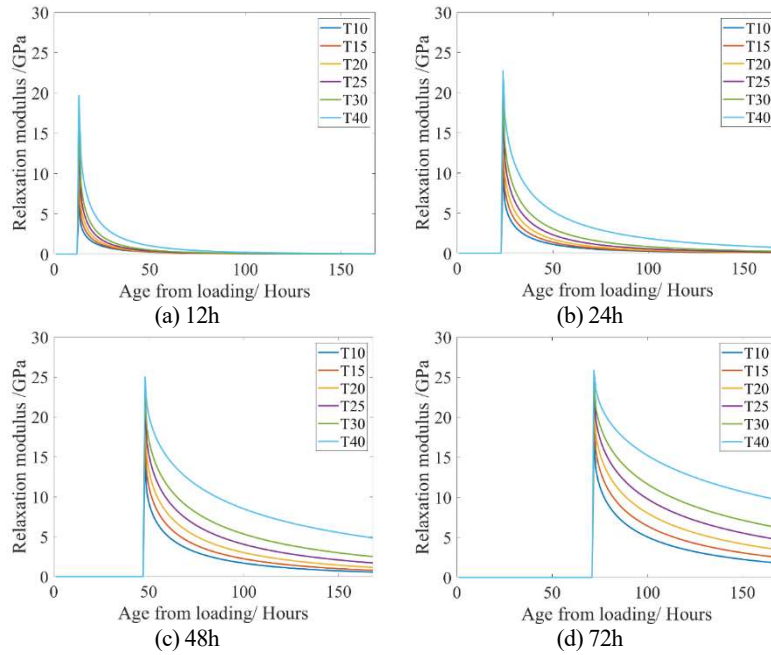 30
25
20
15
10
5
0
0 50 100 150
Relaxation modulus /GPa
Age from loading/ Hours
T10
T15
T20
T25
T30
T40
(a) 12h
30
25
20
15
10
5
0
0 50 100 150
Relaxation modulus /GPa
Age from loading/ Hours
T10
T15
T20
T25
T30
T40
(b) 24h
30
25
20
15
10
5
0
0 50 100 150
Relaxation modulus /GPa
Age from loading/ Hours
T10
T15
T20
T25
T30
T40
(c) 48h
30
25
20
15
10
5
0
0 50 100 150
Relaxation modulus /GPa
Age from loading/ Hours
T10
T15
T20
T25
T30
T40
(d) 72h